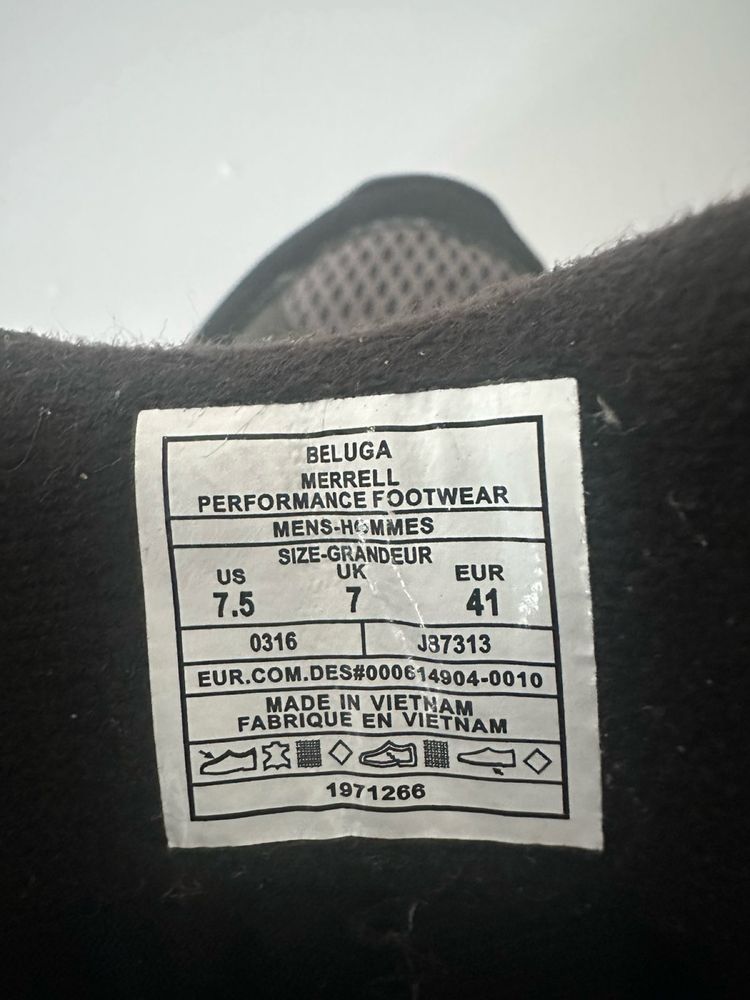 BELUGA
MERRELL
PERFORMANCE FOOTWEAR
MENS-HOMMES
SIZE-GRANDEUR
US UK EUR
7.5 7 41
0316 J87313
EUR.COM.DES#000614904-0010
MADE IN VIETNAM
FABRIQUE EN VIETNAM
1971266